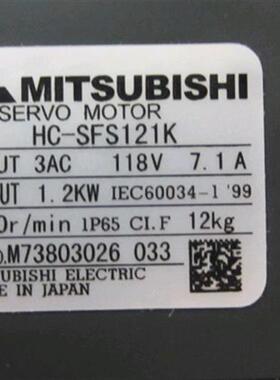 MITSUBISHI
SERVO MOTOR
HC-SFS121K
UT 3AC 118V 7.1A
UT 1.2KW IEC60034-1 '99
0r/min IP65 CI.F 12kg
O.M73803026 033
UBISHI ELECTRIC
E IN JAPAN